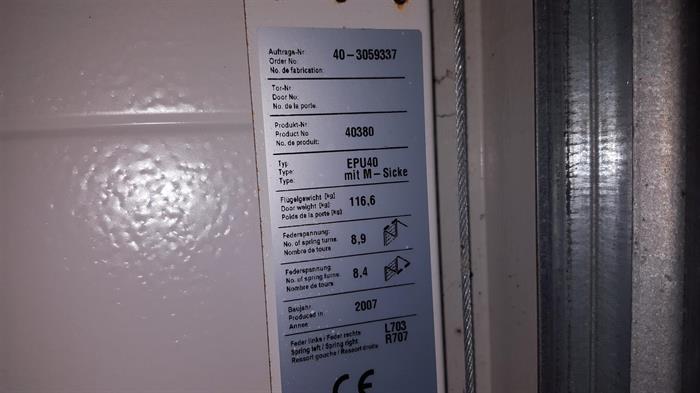 Auftrags-Nr:
Order No: 40-3059337
No. de fabrication:
Tor-Nr
Door No:
No. de la porte.
Produkt-Nr:
Product No 40380
No. de produit:
Typ: EPU40
Type: mit M-Sicke
Type:
Flügelgewicht [kg]
Door weight [kg] 116,6
Poids de la porte [kg]
Federspannung:
No. of spring turns. 8,9
Nombre de tours
Federspannung:
No. of spring turns. 8,4
Nombre de tours
Baujahr
Produced in 2007
Annee
Feder links / Feder rechts L703
Spring left / Spring right R707
Ressort gauche / Ressort droit
CE